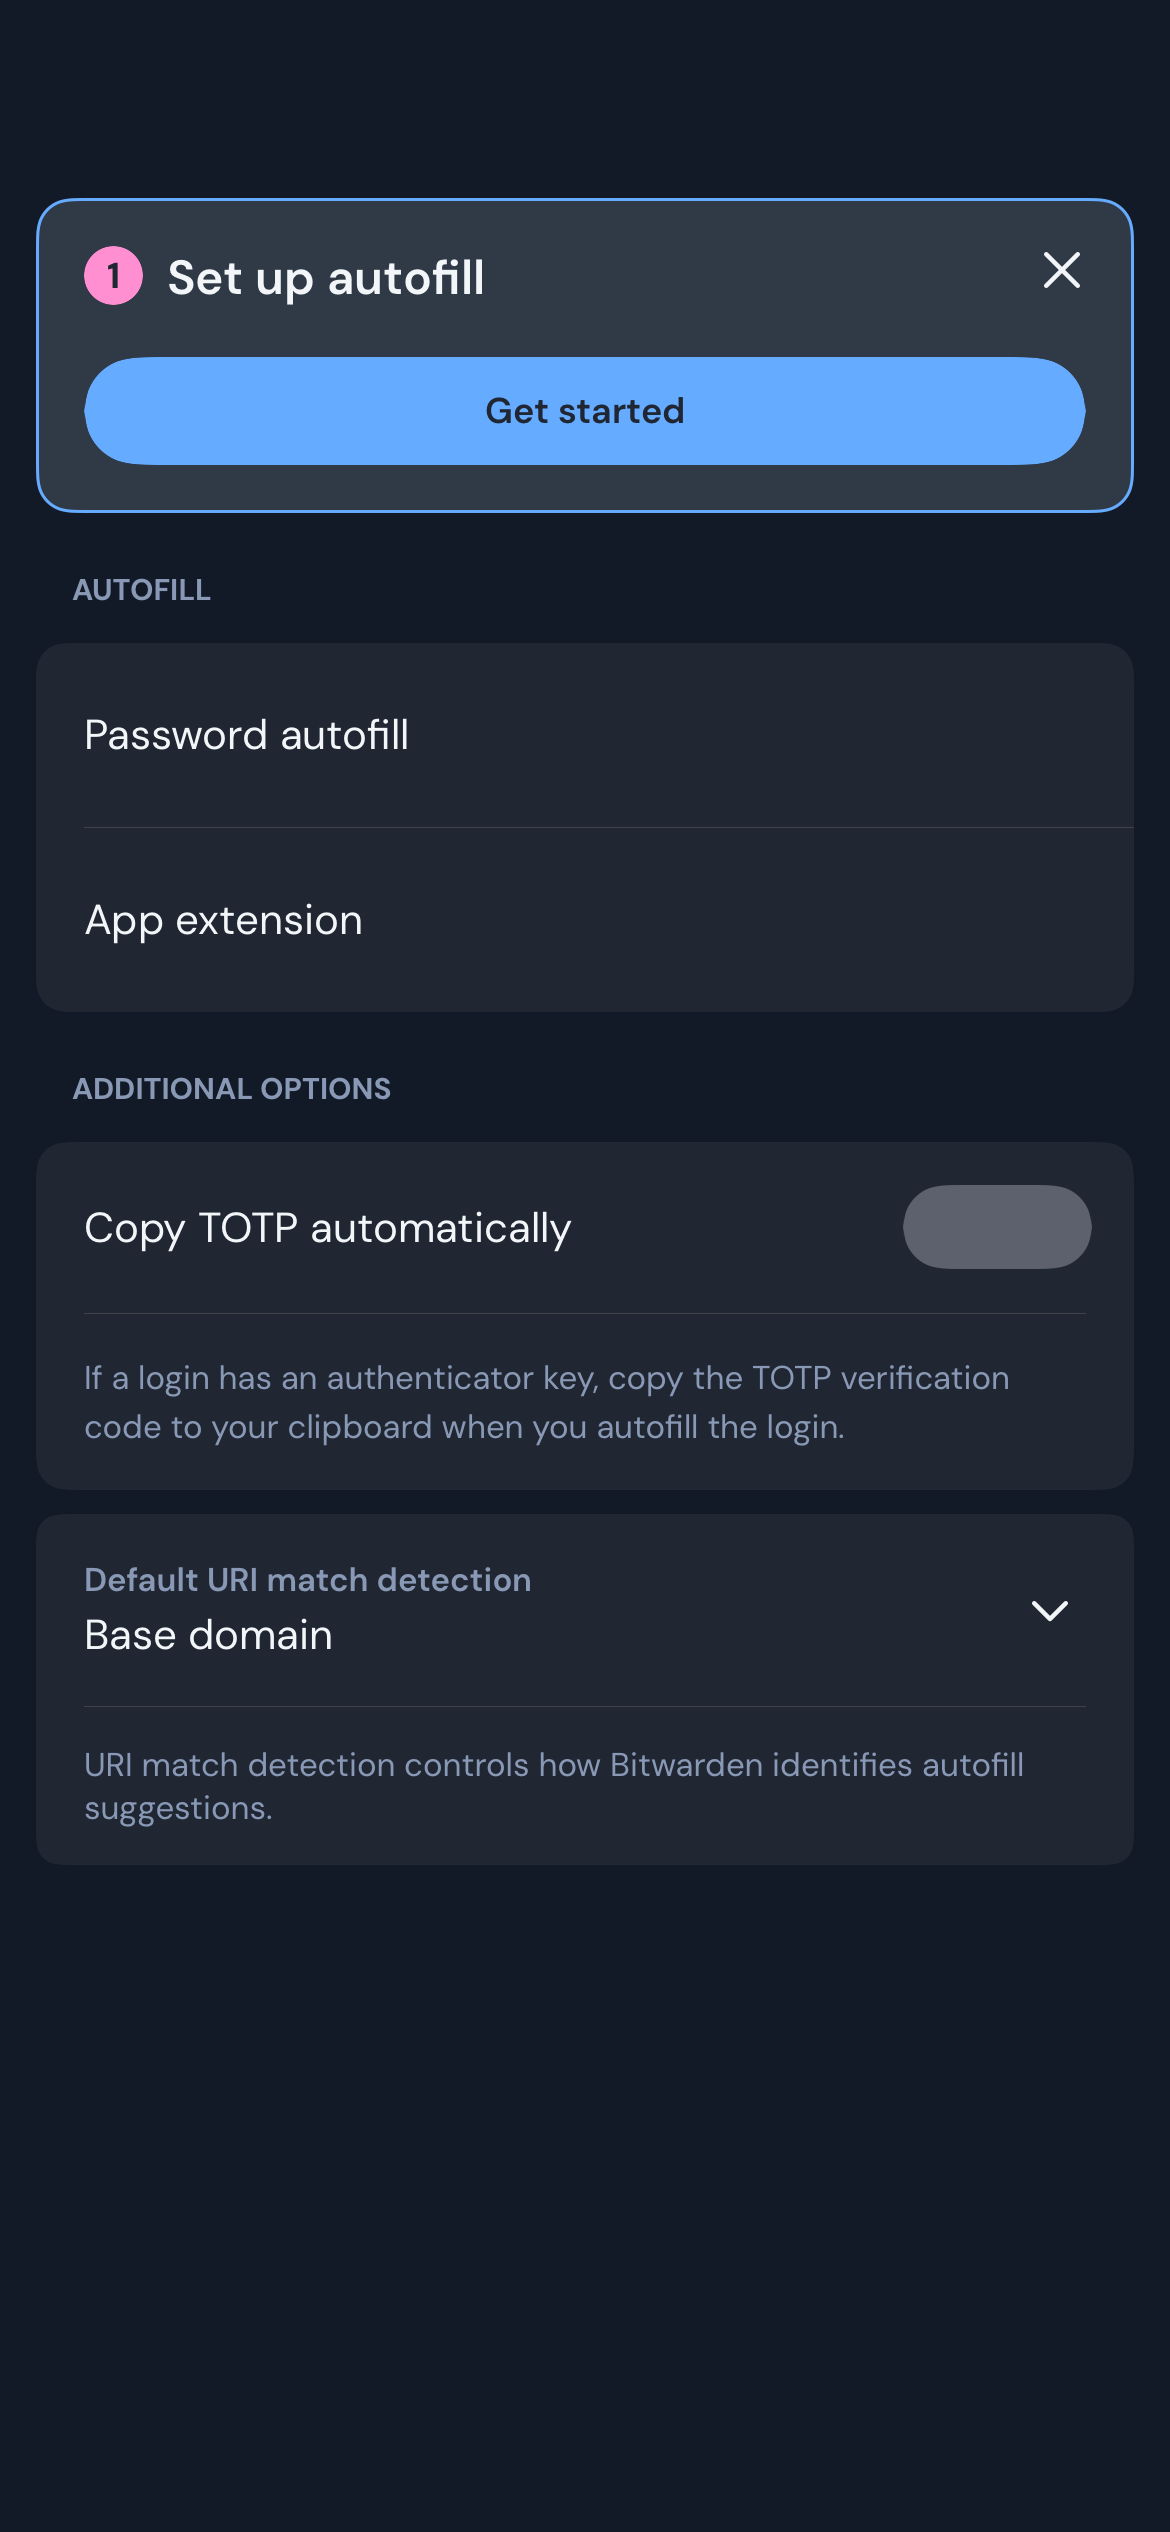 1 Set up autofill
Get started
AUTOFILL
Password autofill
App extension
ADDITIONAL OPTIONS
Copy TOTP automatically
If a login has an authenticator key, copy the TOTP verification
code to your clipboard when you autofill the login.
Default URI match detection
Base domain
URI match detection controls how Bitwarden identifies autofill
suggestions.